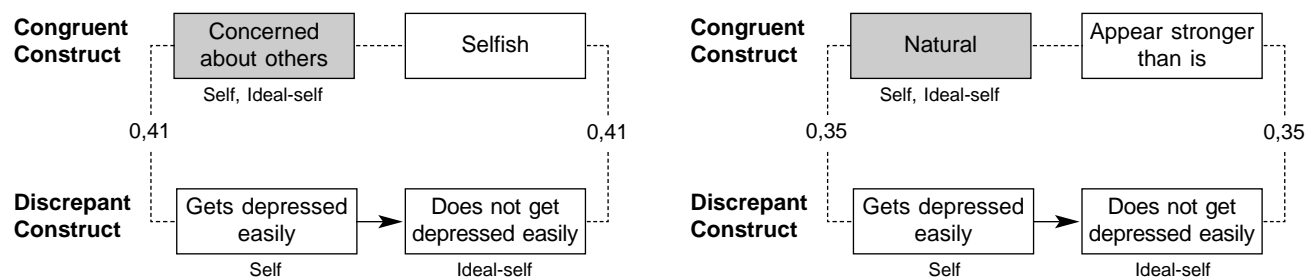 Congruent
Construct
Concerned
about others
Selfish
Self, Ideal-self
0,41
0,41
Discrepant
Construct
Gets depressed
easily
Does not get
depressed easily
Self
Ideal-self
Congruent
Construct
Natural
Appear stronger
than is
Self, Ideal-self
0,35
0,35
Discrepant
Construct
Gets depressed
easily
Does not get
depressed easily
Self
Ideal-self